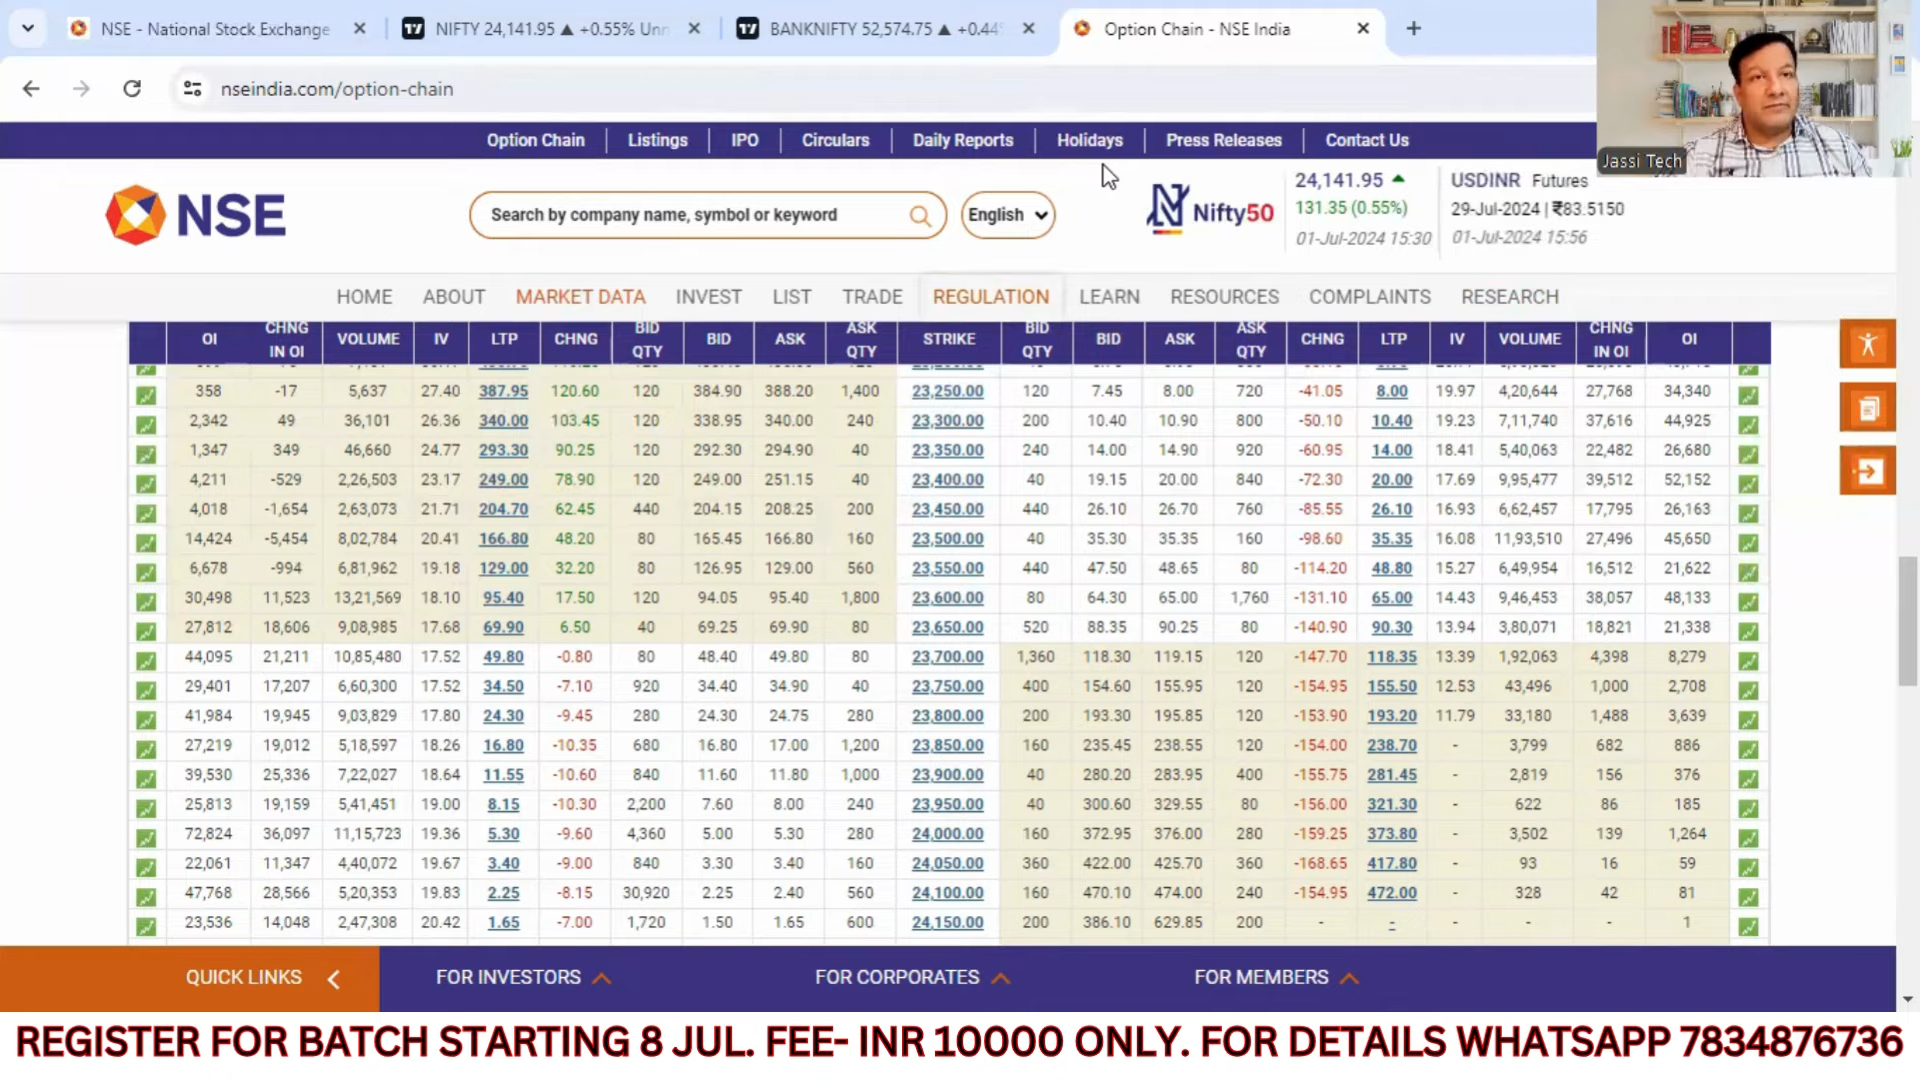 NSE - National Stock Exchange
NIFTY 24,141.95 ▲ +0.55% Unn
BANKNIFTY 52,574.75 ▲ +0.44%
Option Chain - NSE India
nseindia.com/option-chain
Option Chain Listings IPO Circulars Daily Reports Holidays Press Releases Contact Us
Jassi Tech
NSE
Search by company name, symbol or keyword
English
Nifty50
24,141.95
131.35 (0.55%)
01-Jul-2024 15:30
USDINR Futures
29-Jul-2024 | ₹83.5150
01-Jul-2024 15:56
HOME ABOUT MARKET DATA INVEST LIST TRADE REGULATION LEARN RESOURCES COMPLAINTS RESEARCH
OI CHNG IN OI VOLUME IV LTP CHNG BID QTY BID ASK ASK QTY STRIKE BID QTY BID ASK ASK QTY CHNG LTP IV VOLUME CHNG IN OI OI
358 -17 5,637 27.40 387.95 120.60 120 384.90 388.20 1,400 23,250.00 120 7.45 8.00 720 -41.05 8.00 19.97 4,20,644 27,768 34,340
2,342 49 36,101 26.36 340.00 103.45 120 338.95 340.00 240 23,300.00 200 10.40 10.90 800 -50.10 10.40 19.23 7,11,740 37,616 44,925
1,347 349 46,660 24.77 293.30 90.25 120 292.30 294.90 40 23,350.00 240 14.00 14.90 920 -60.95 14.00 18.41 5,40,063 22,482 26,680
4,211 -529 2,26,503 23.17 249.00 78.90 120 249.00 251.15 40 23,400.00 40 19.15 20.00 840 -72.30 20.00 17.69 9,95,477 39,512 52,152
4,018 -1,654 2,63,073 21.71 204.70 62.45 440 204.15 208.25 200 23,450.00 440 26.10 26.70 760 -85.55 26.10 16.93 6,62,457 17,795 26,163
14,424 -5,454 8,02,784 20.41 166.80 48.20 80 165.45 166.80 160 23,500.00 40 35.30 35.35 160 -98.60 35.35 16.08 11,93,510 27,496 45,650
6,678 -994 6,81,962 19.18 129.00 32.20 80 126.95 129.00 560 23,550.00 440 47.50 48.65 80 -114.20 48.80 15.27 6,49,954 16,512 21,622
30,498 11,523 13,21,569 18.10 95.40 17.50 120 94.05 95.40 1,800 23,600.00 80 64.30 65.00 1,760 -131.10 65.00 14.43 9,46,453 38,057 48,133
27,812 18,606 9,08,985 17.68 69.90 6.50 40 69.25 69.90 80 23,650.00 520 88.35 90.25 80 -140.90 90.30 13.94 3,80,071 18,821 21,338
44,095 21,211 10,85,480 17.52 49.80 -0.80 80 48.40 49.80 80 23,700.00 1,360 118.30 119.15 120 -147.70 118.35 13.39 1,92,063 4,398 8,279
29,401 17,207 6,60,300 17.52 34.50 -7.10 920 34.40 34.90 40 23,750.00 400 154.60 155.95 120 -154.95 155.50 12.53 43,496 1,000 2,708
41,984 19,945 9,03,829 17.80 24.30 -9.45 280 24.30 24.75 280 23,800.00 200 193.30 195.85 120 -153.90 193.20 11.79 33,180 1,488 3,639
27,219 19,012 5,18,597 18.26 16.80 -10.35 680 16.80 17.00 1,200 23,850.00 160 235.45 238.55 120 -154.00 238.70 - 3,799 682 886
39,530 25,336 7,22,027 18.64 11.55 -10.60 840 11.60 11.80 1,000 23,900.00 40 280.20 283.95 400 -155.75 281.45 - 2,819 156 376
25,813 19,159 5,41,451 19.00 8.15 -10.30 2,200 7.60 8.00 240 23,950.00 40 300.60 329.55 80 -156.00 321.30 - 622 86 185
72,824 36,097 11,15,723 19.36 5.30 -9.60 4,360 5.00 5.30 280 24,000.00 160 372.95 376.00 280 -159.25 373.80 - 3,502 139 1,264
22,061 11,347 4,40,072 19.67 3.40 -9.00 840 3.30 3.40 160 24,050.00 360 422.00 425.70 360 -168.65 417.80 - 93 16 59
47,768 28,566 5,20,353 19.83 2.25 -8.15 30,920 2.25 2.40 560 24,100.00 160 470.10 474.00 240 -154.95 472.00 - 328 42 81
23,536 14,048 2,47,308 20.42 1.65 -7.00 1,720 1.50 1.65 600 24,150.00 200 386.10 629.85 200 - - - - - 1
QUICK LINKS FOR INVESTORS FOR CORPORATES FOR MEMBERS
REGISTER FOR BATCH STARTING 8 JUL. FEE- INR 10000 ONLY. FOR DETAILS WHATSAPP 7834876736